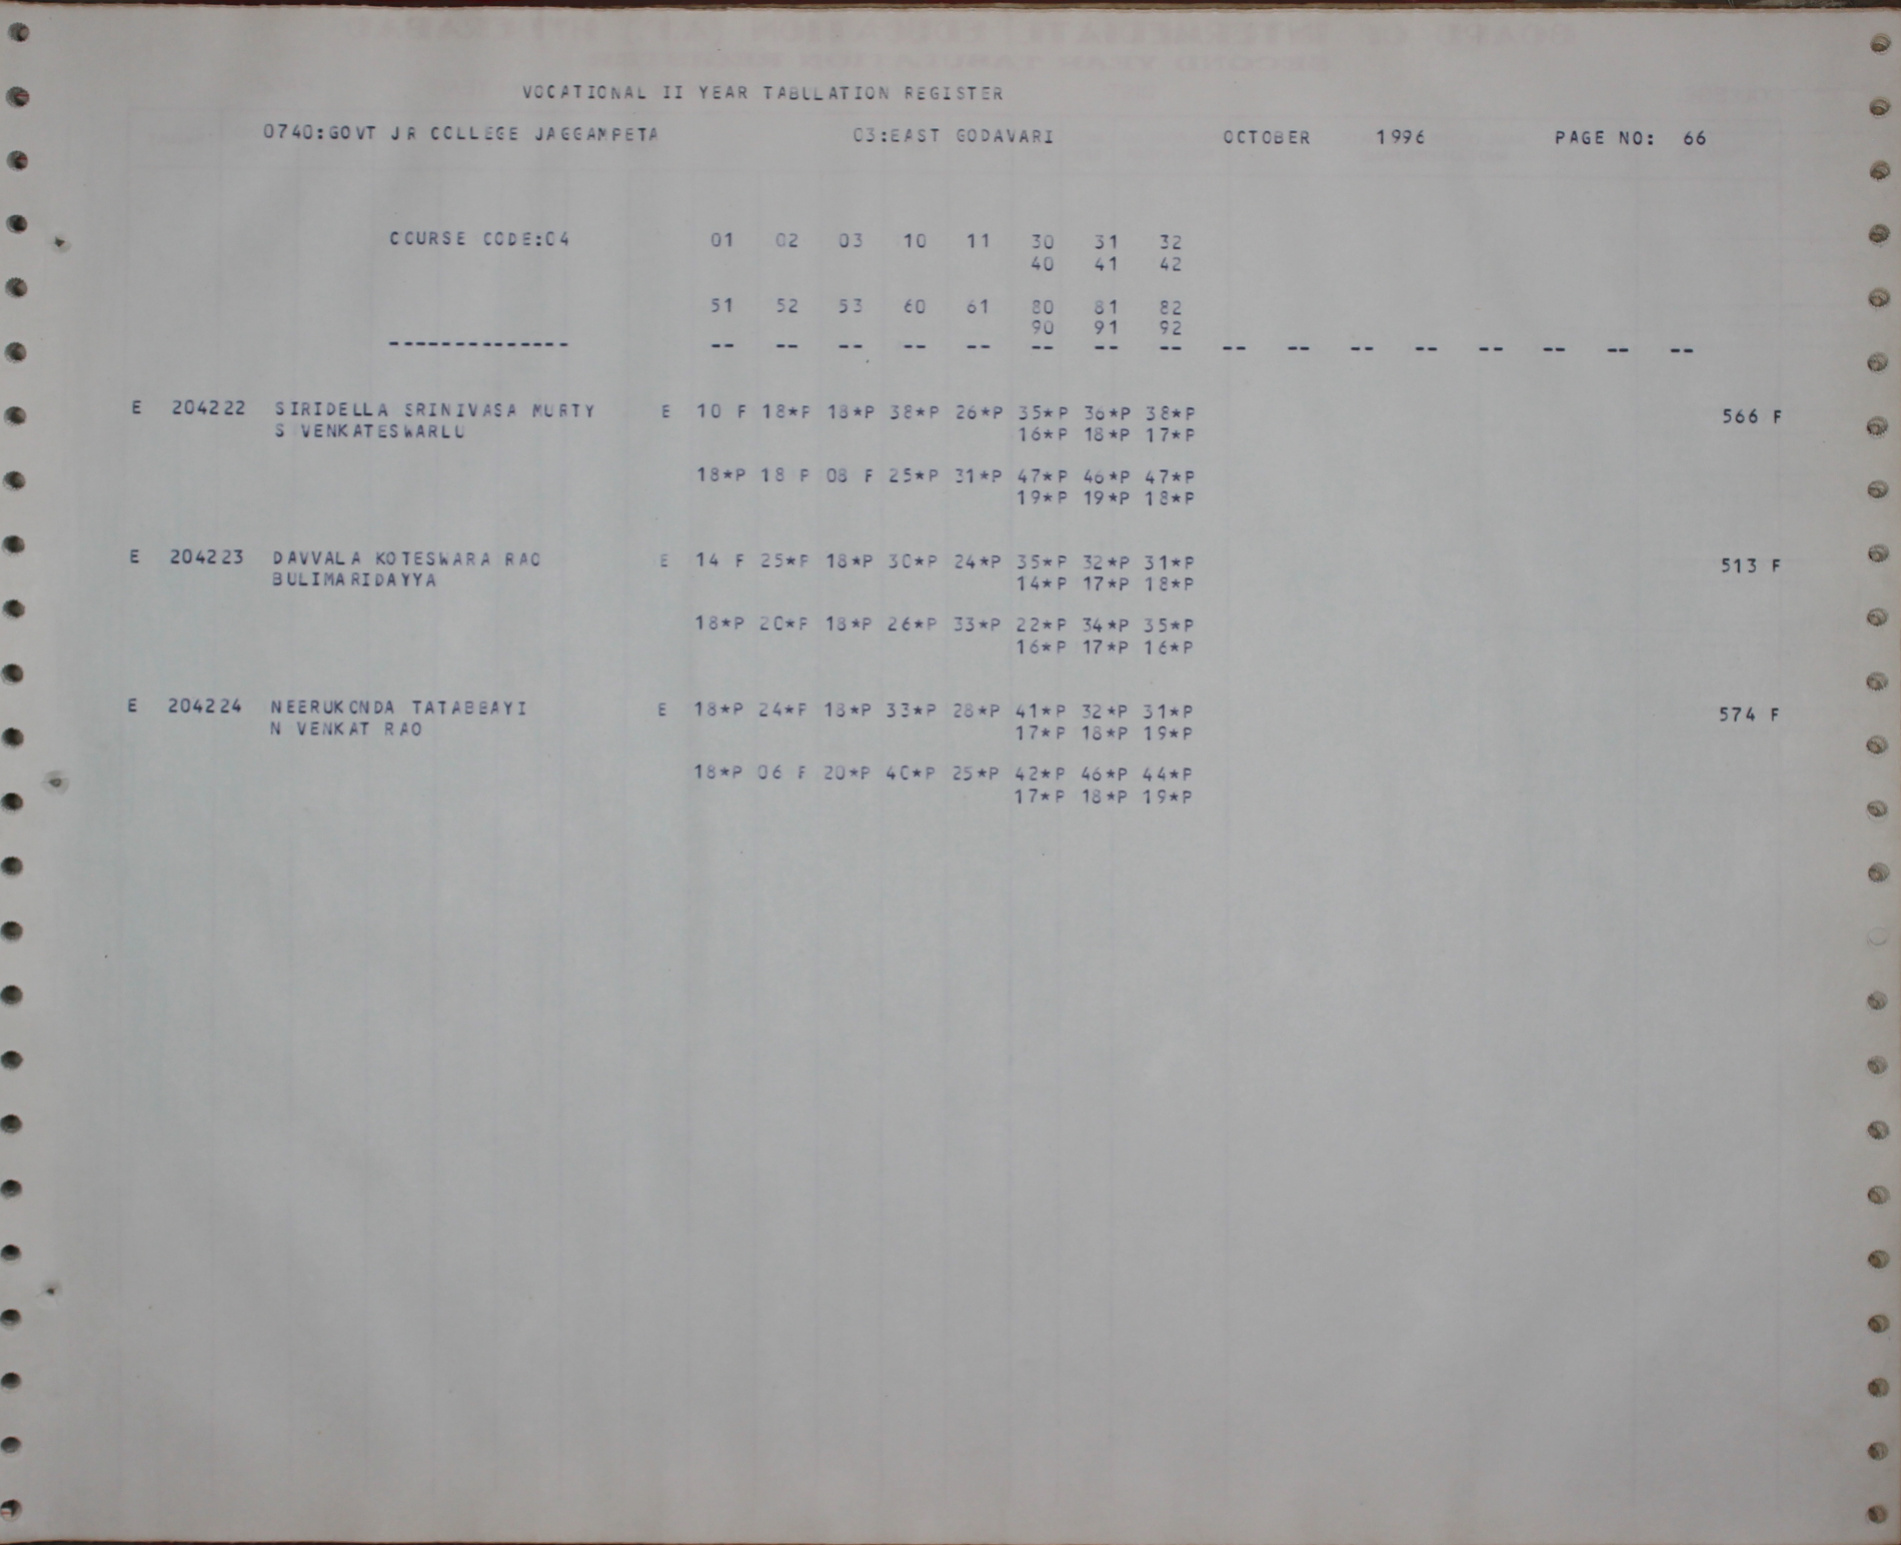 VOCATIONAL II YEAR TABULATION REGISTER
0740:GOVT JR COLLEGE JAGGAMPETA 03:EAST GODAVARI OCTOBER 1996 PAGE NO: 66
COURSE CODE:04 01 02 03 10 11 30 31 32
40 41 42
51 52 53 60 61 80 81 82
90 91 92
-------------- -- -- -- -- -- -- -- -- -- -- -- -- -- -- -- --
E 204222 SIRIDELLA SRINIVASA MURTY E 10 F 18*P 18*P 38*P 26*P 35*P 36*P 38*P 566 F
S VENKATESWARLU 16*P 18*P 17*P
18*P 18 P 08 F 25*P 31*P 47*P 46*P 47*P
19*P 19*P 18*P
E 204223 DAVVALA KOTESWARA RAO E 14 F 25*P 18*P 30*P 24*P 35*P 32*P 31*P 513 F
BULIMARIDAYYA 14*P 17*P 18*P
18*P 20*P 18*P 26*P 33*P 22*P 34*P 35*P
16*P 17*P 16*P
E 204224 NEERUKONDA TATABBAYI E 18*P 24*P 18*P 33*P 28*P 41*P 32*P 31*P 574 F
N VENKAT RAO 17*P 18*P 19*P
18*P 06 F 20*P 40*P 25*P 42*P 46*P 44*P
17*P 18*P 19*P